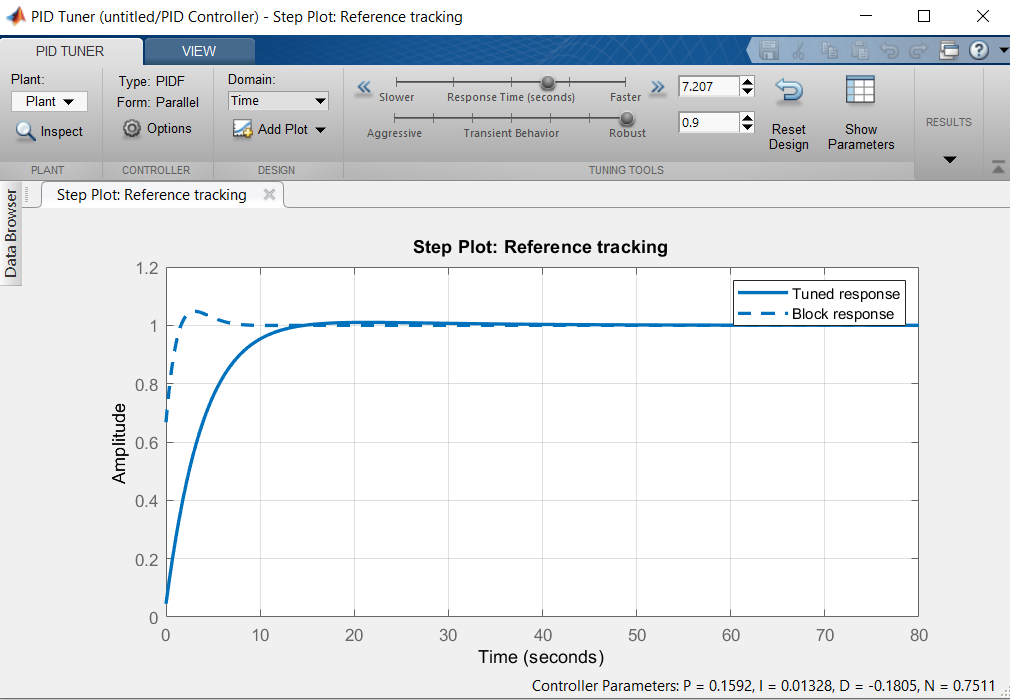 PID Tuner (untitled/PID Controller) - Step Plot: Reference tracking
PID TUNER VIEW
Plant:
Plant
Inspect
PLANT
Type: PIDF
Form: Parallel
Options
CONTROLLER
Domain:
Time
Add Plot
DESIGN
Slower Response Time (seconds) Faster
7.207
Aggressive Transient Behavior Robust
0.9
Reset
Design
Show
Parameters
TUNING TOOLS
RESULTS
Data Browser
Step Plot: Reference tracking
Step Plot: Reference tracking
Tuned response
Block response
1.2
1
0.8
0.6
0.4
0.2
0
Amplitude
0 10 20 30 40 50 60 70 80
Time (seconds)
Controller Parameters: P = 0.1592, I = 0.01328, D = -0.1805, N = 0.7511